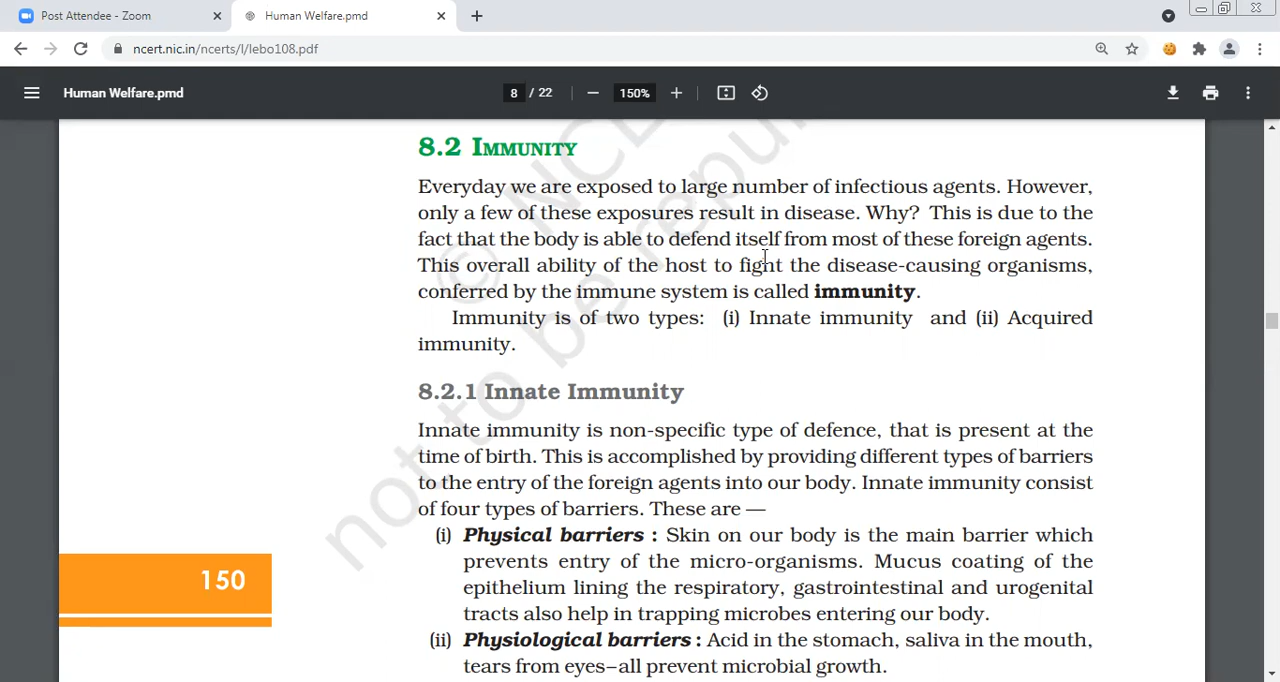 Post Attendee - Zoom
Human Welfare.pmd
ncert.nic.in/ncerts/l/lebo108.pdf
Human Welfare.pmd
8 / 22
150%
8.2 IMMUNITY
Everyday we are exposed to large number of infectious agents. However,
only a few of these exposures result in disease. Why? This is due to the
fact that the body is able to defend itself from most of these foreign agents.
This overall ability of the host to fight the disease-causing organisms,
conferred by the immune system is called immunity.
Immunity is of two types: (i) Innate immunity and (ii) Acquired
immunity.
8.2.1 Innate Immunity
Innate immunity is non-specific type of defence, that is present at the
time of birth. This is accomplished by providing different types of barriers
to the entry of the foreign agents into our body. Innate immunity consist
of four types of barriers. These are —
(i) Physical barriers : Skin on our body is the main barrier which
prevents entry of the micro-organisms. Mucus coating of the
epithelium lining the respiratory, gastrointestinal and urogenital
tracts also help in trapping microbes entering our body.
(ii) Physiological barriers : Acid in the stomach, saliva in the mouth,
tears from eyes–all prevent microbial growth.
150
© NCE
not to be repu